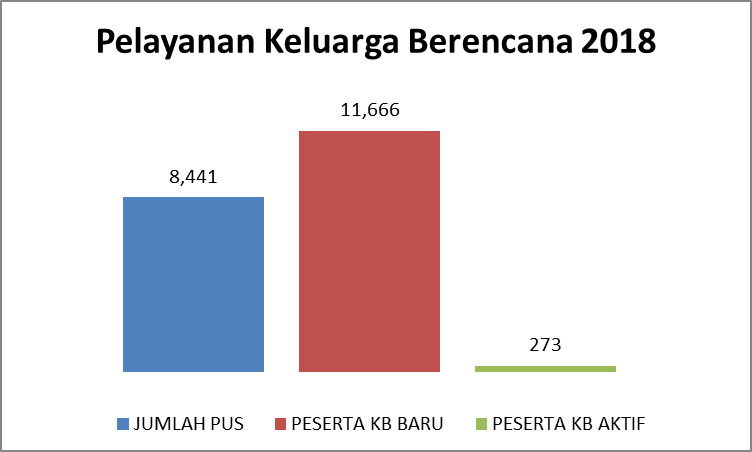 Pelayanan Keluarga Berencana 2018
11,666
8,441
273
JUMLAH PUS PESERTA KB BARU PESERTA KB AKTIF